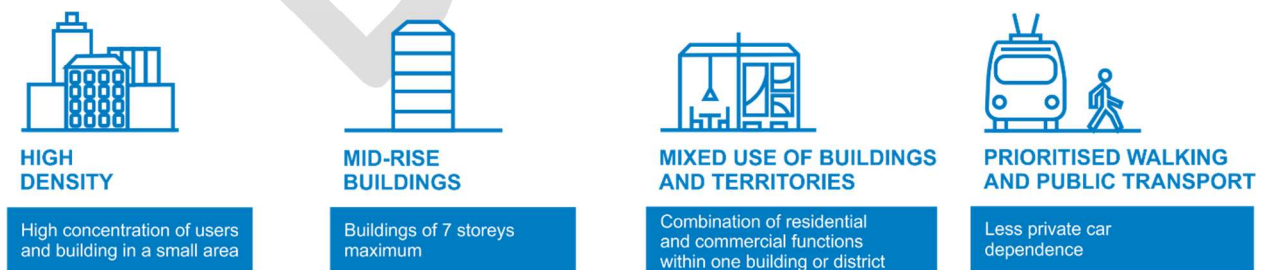 HIGH
DENSITY
High concentration of users
and building in a small area
MID-RISE
BUILDINGS
Buildings of 7 storeys
maximum
MIXED USE OF BUILDINGS
AND TERRITORIES
Combination of residential
and commercial functions
within one building or district
PRIORITISED WALKING
AND PUBLIC TRANSPORT
Less private car
dependence